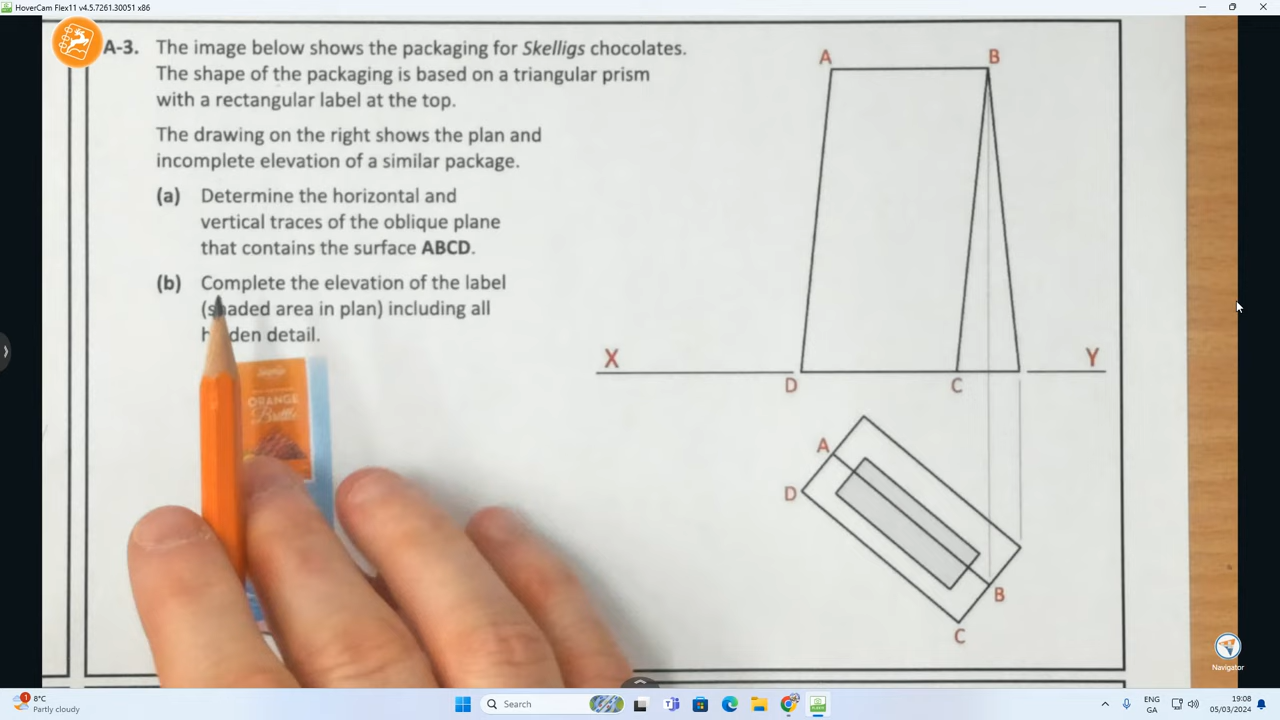 HoverCam Flex11 v4.5.7261.30051 x86
A-3. The image below shows the packaging for Skelligs chocolates.
The shape of the packaging is based on a triangular prism
with a rectangular label at the top.
The drawing on the right shows the plan and
incomplete elevation of a similar package.
(a) Determine the horizontal and
vertical traces of the oblique plane
that contains the surface ABCD.
(b) Complete the elevation of the label
(shaded area in plan) including all
den detail.
ORANGE
Brittle
A
B
X
Y
D
C
A
D
B
C
Navigator
1
8°C
Partly cloudy
Search
ENG
GA
19:08
05/03/2024